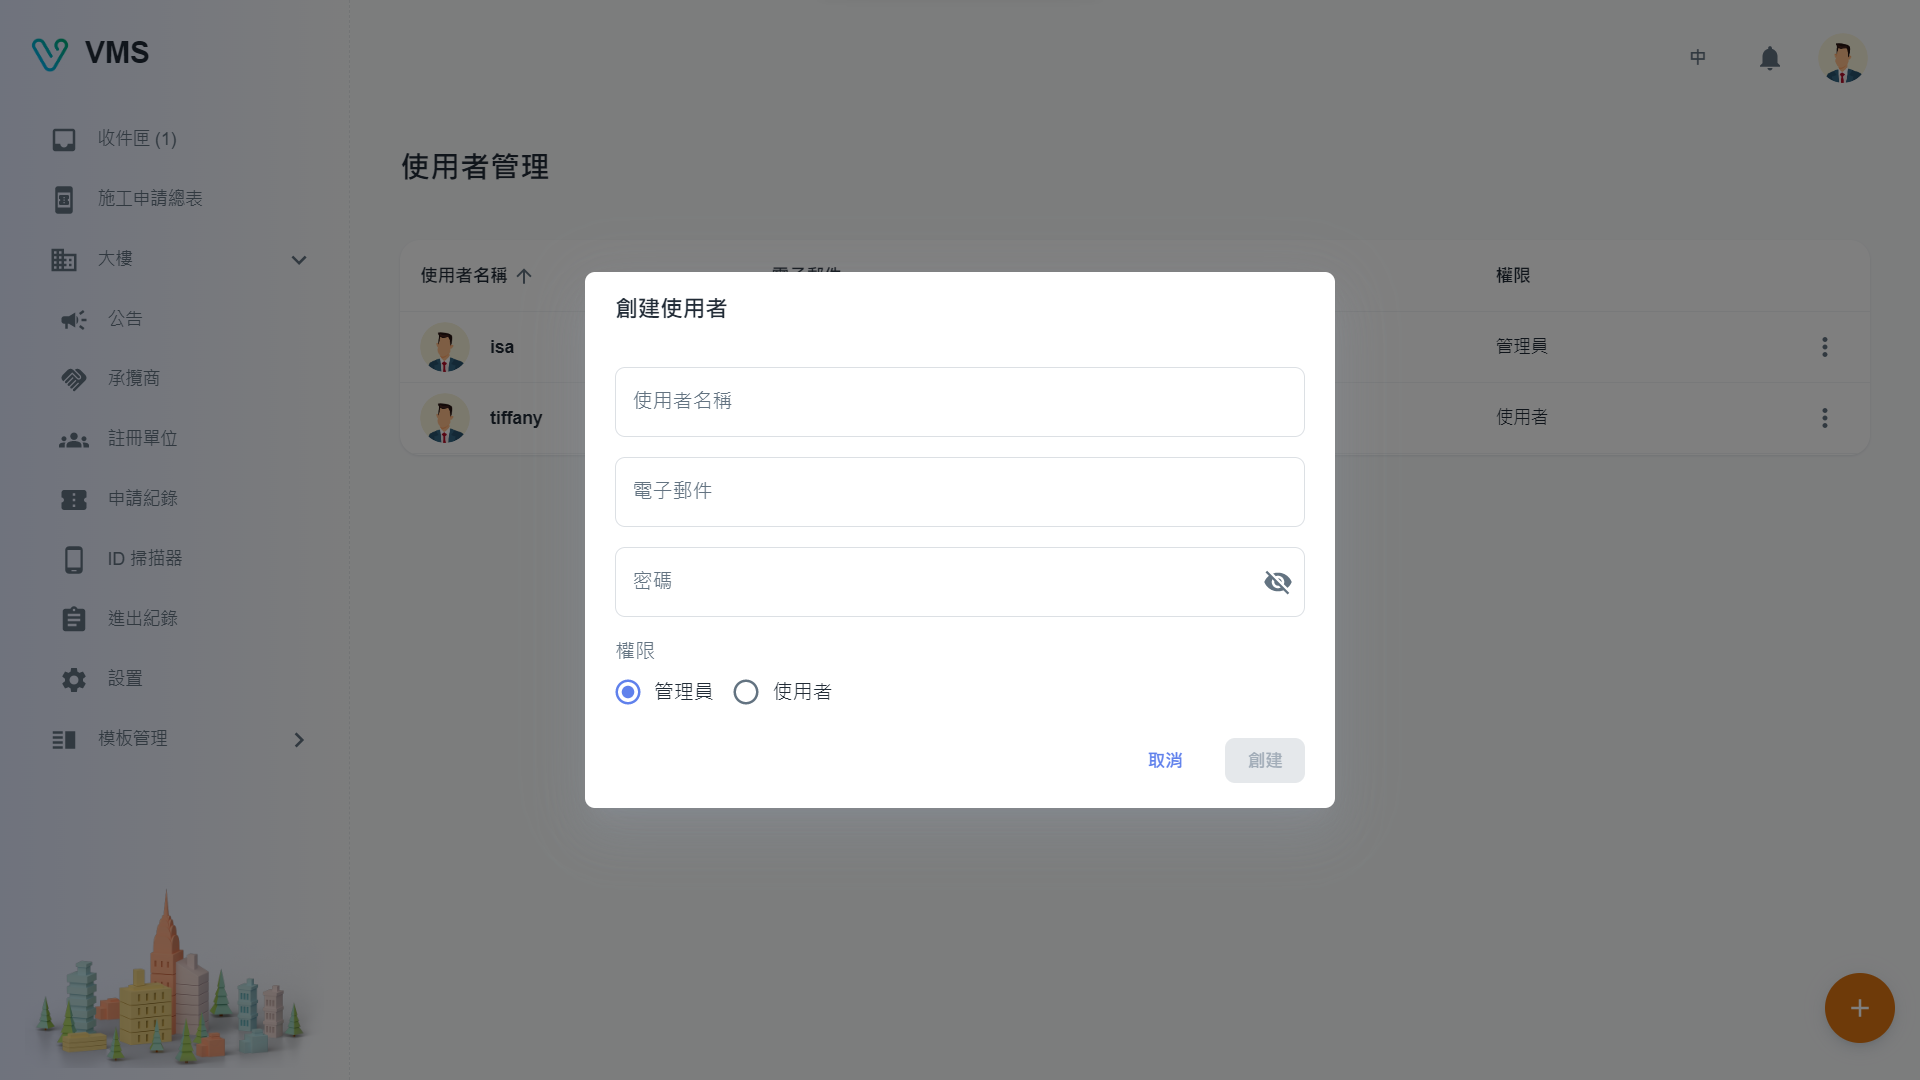 VMS
中
收件匣 (1)
施工申請總表
大樓
公告
承攬商
註冊單位
申請紀錄
ID 掃描器
進出紀錄
設置
模板管理
使用者管理
使用者名稱
電子郵件
權限
isa
管理員
tiffany
使用者
創建使用者
使用者名稱
電子郵件
密碼
權限
管理員
使用者
取消
創建